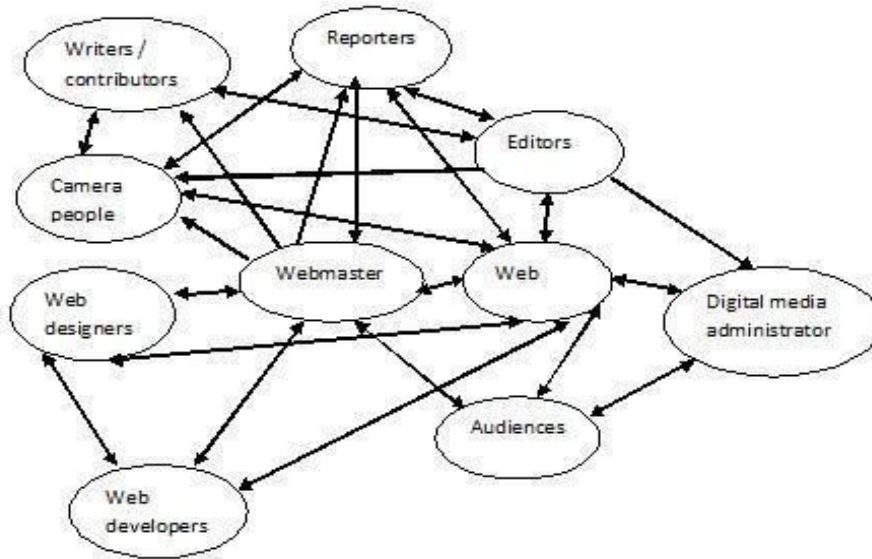 Writers /
contributors
Reporters
Editors
Camera
people
Webmaster
Web
Web
designers
Digital media
administrator
Audiences
Web
developers